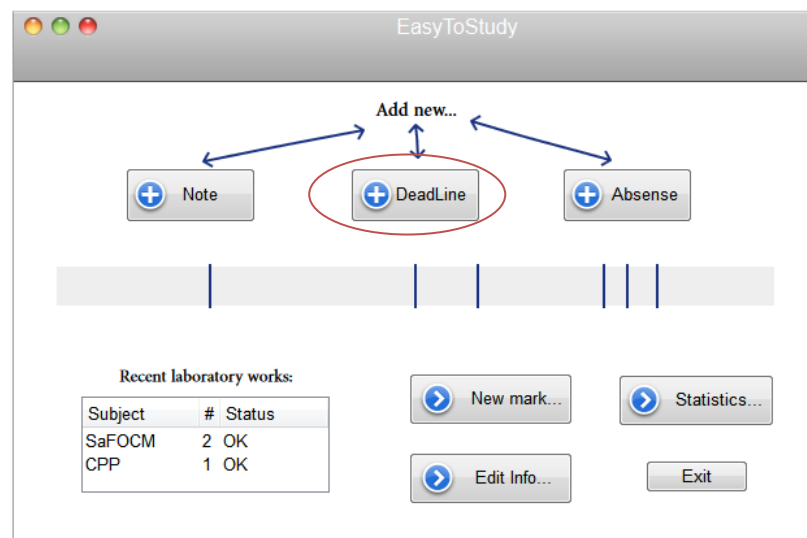 EasyToStudy
Add new...
Note
DeadLine
Absense
Recent laboratory works:
Subject # Status
SaFOCM 2 OK
CPP 1 OK
New mark...
Statistics...
Edit Info...
Exit